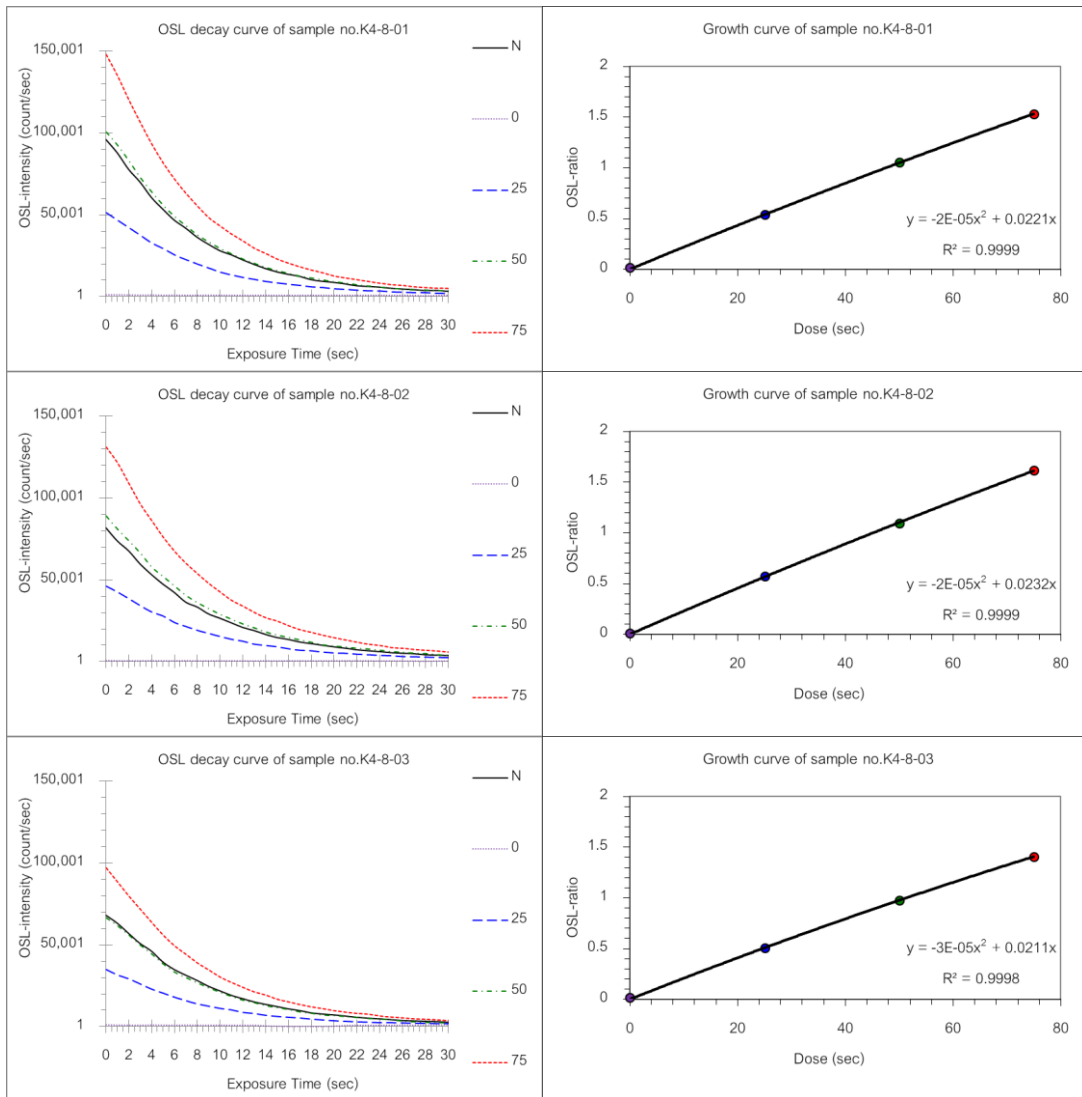 OSL decay curve of sample no.K4-8-01
OSL-intensity (count/sec)
150,001
100,001
50,001
1
0 2 4 6 8 10 12 14 16 18 20 22 24 26 28 30
Exposure Time (sec)
N
0
25
50
75
Growth curve of sample no.K4-8-01
OSL-ratio
2
1.5
1
0.5
0
y = -2E-05x² + 0.0221x
R² = 0.9999
0 20 40 60 80
Dose (sec)
OSL decay curve of sample no.K4-8-02
OSL-intensity (count/sec)
150,001
100,001
50,001
1
0 2 4 6 8 10 12 14 16 18 20 22 24 26 28 30
Exposure Time (sec)
N
0
25
50
75
Growth curve of sample no.K4-8-02
OSL-ratio
2
1.5
1
0.5
0
y = -2E-05x² + 0.0232x
R² = 0.9999
0 20 40 60 80
Dose (sec)
OSL decay curve of sample no.K4-8-03
OSL-intensity (count/sec)
150,001
100,001
50,001
1
0 2 4 6 8 10 12 14 16 18 20 22 24 26 28 30
Exposure Time (sec)
N
0
25
50
75
Growth curve of sample no.K4-8-03
OSL-ratio
2
1.5
1
0.5
0
y = -3E-05x² + 0.0211x
R² = 0.9998
0 20 40 60 80
Dose (sec)